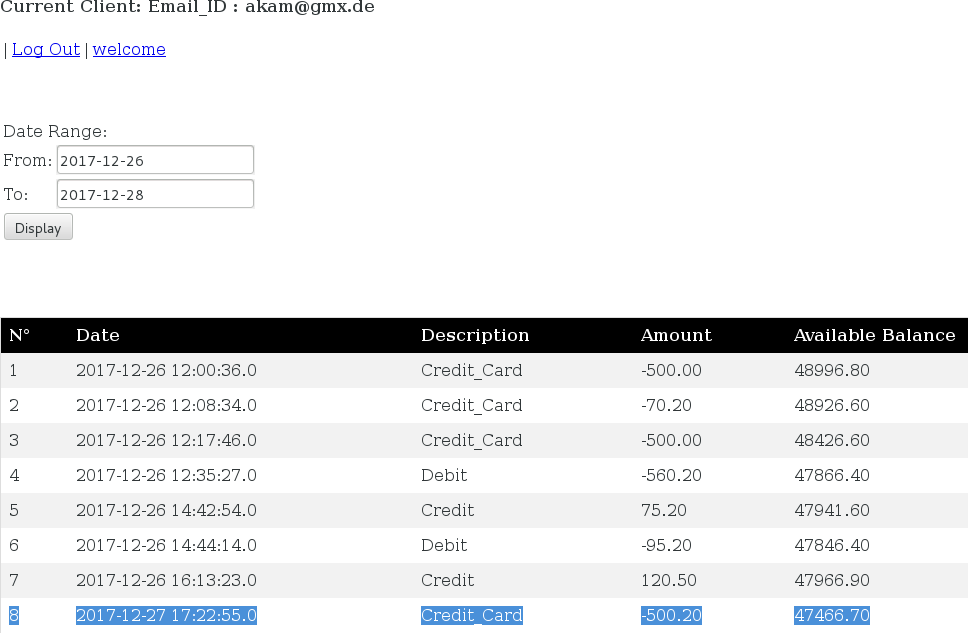 Current Client: Email_ID : akam@gmx.de
| Log Out | welcome
Date Range:
From: 2017-12-26
To: 2017-12-28
Display
N° Date Description Amount Available Balance
1 2017-12-26 12:00:36.0 Credit_Card -500.00 48996.80
2 2017-12-26 12:08:34.0 Credit_Card -70.20 48926.60
3 2017-12-26 12:17:46.0 Credit_Card -500.00 48426.60
4 2017-12-26 12:35:27.0 Debit -560.20 47866.40
5 2017-12-26 14:42:54.0 Credit 75.20 47941.60
6 2017-12-26 14:44:14.0 Debit -95.20 47846.40
7 2017-12-26 16:13:23.0 Credit 120.50 47966.90
8 2017-12-27 17:22:55.0 Credit_Card -500.20 47466.70